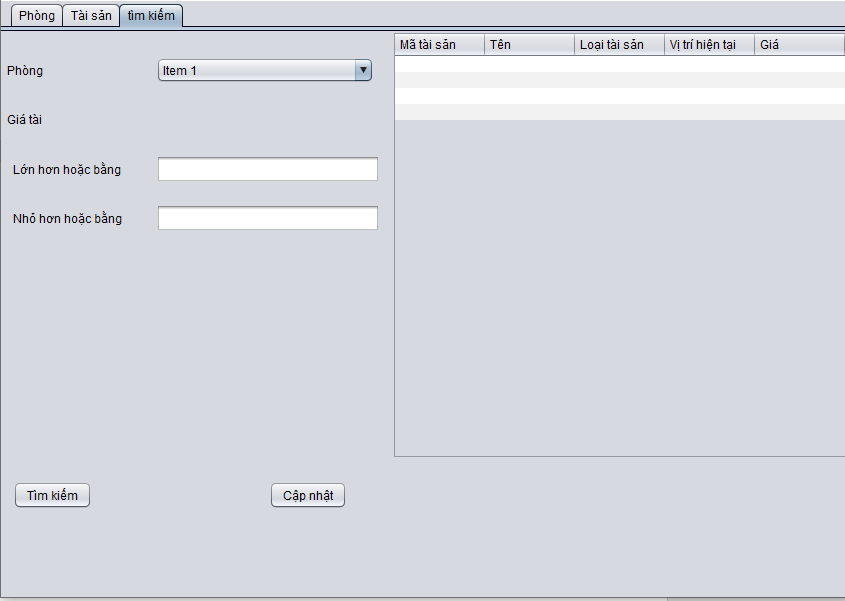 Phòng Tài sản tìm kiếm
Mã tài sản Tên Loại tài sản Vị trí hiện tại Giá
Phòng Item 1
Giá tài
Lớn hơn hoặc bằng
Nhỏ hơn hoặc bằng
Tìm kiếm Cập nhật